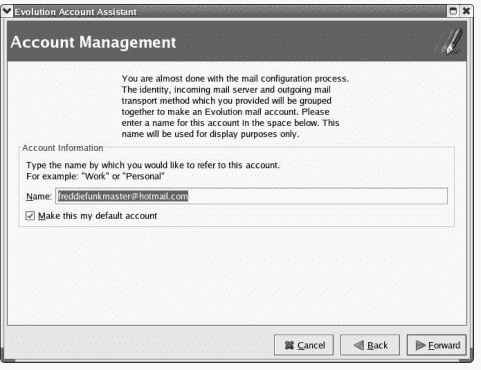 Evolution Account Assistant
Account Management
You are almost done with the mail configuration process.
The identity, incoming mail server and outgoing mail
transport method which you provided will be grouped
together to make an Evolution mail account. Please
enter a name for this account in the space below. This
name will be used for display purposes only.
Account Information
Type the name by which you would like to refer to this account.
For example: "Work" or "Personal"
Name: freddiefunkmaster@hotmail.com
Make this my default account
Cancel Back Forward